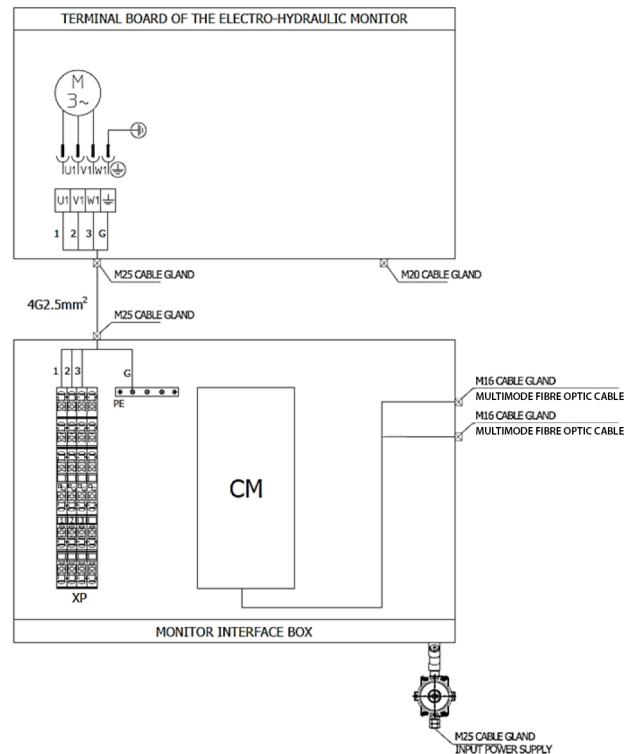 TERMINAL BOARD OF THE ELECTRO-HYDRAULIC MONITOR
M
3~
U1 V1 W1
U1 V1 W1
1 2 3 G
M25 CABLE GLAND
M20 CABLE GLAND
4G2.5mm²
M25 CABLE GLAND
1 2 3 G
PE
M16 CABLE GLAND
MULTIMODE FIBRE OPTIC CABLE
M16 CABLE GLAND
MULTIMODE FIBRE OPTIC CABLE
CM
XP
MONITOR INTERFACE BOX
M25 CABLE GLAND
INPUT POWER SUPPLY